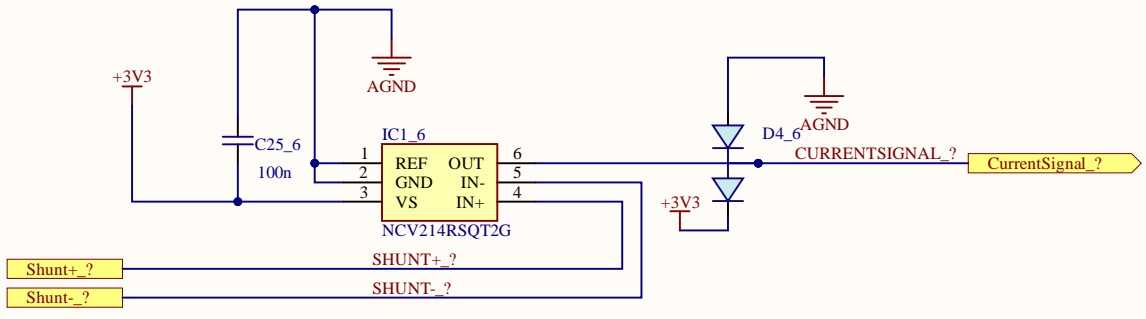 +3V3
AGND
C25_6
100n
IC1_6
1 REF OUT 6
2 GND IN- 5
3 VS IN+ 4
NCV214RSQT2G
D4_6
AGND
CURRENTSIGNAL_?
CurrentSignal_?
+3V3
Shunt+_?
SHUNT+_?
Shunt-_?
SHUNT-_?